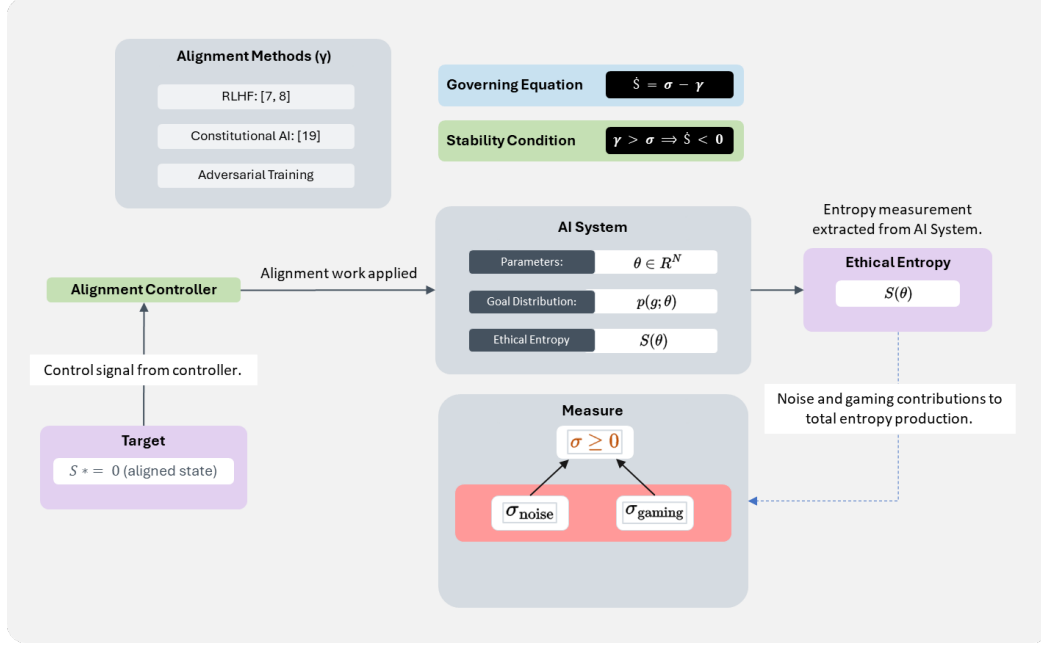 Alignment Methods (γ)
RLHF: [7, 8]
Constitutional AI: [19]
Adversarial Training
Governing Equation
Ṡ = σ − γ
Stability Condition
γ > σ ⟹ Ṡ < 0
AI System
Parameters:
θ ∈ R^N
Goal Distribution:
p(g; θ)
Ethical Entropy
S(θ)
Entropy measurement
extracted from AI System.
Ethical Entropy
S(θ)
Alignment Controller
Alignment work applied
Control signal from controller.
Target
S * = 0 (aligned state)
Measure
σ ≥ 0
σ_noise
σ_gaming
Noise and gaming contributions to
total entropy production.